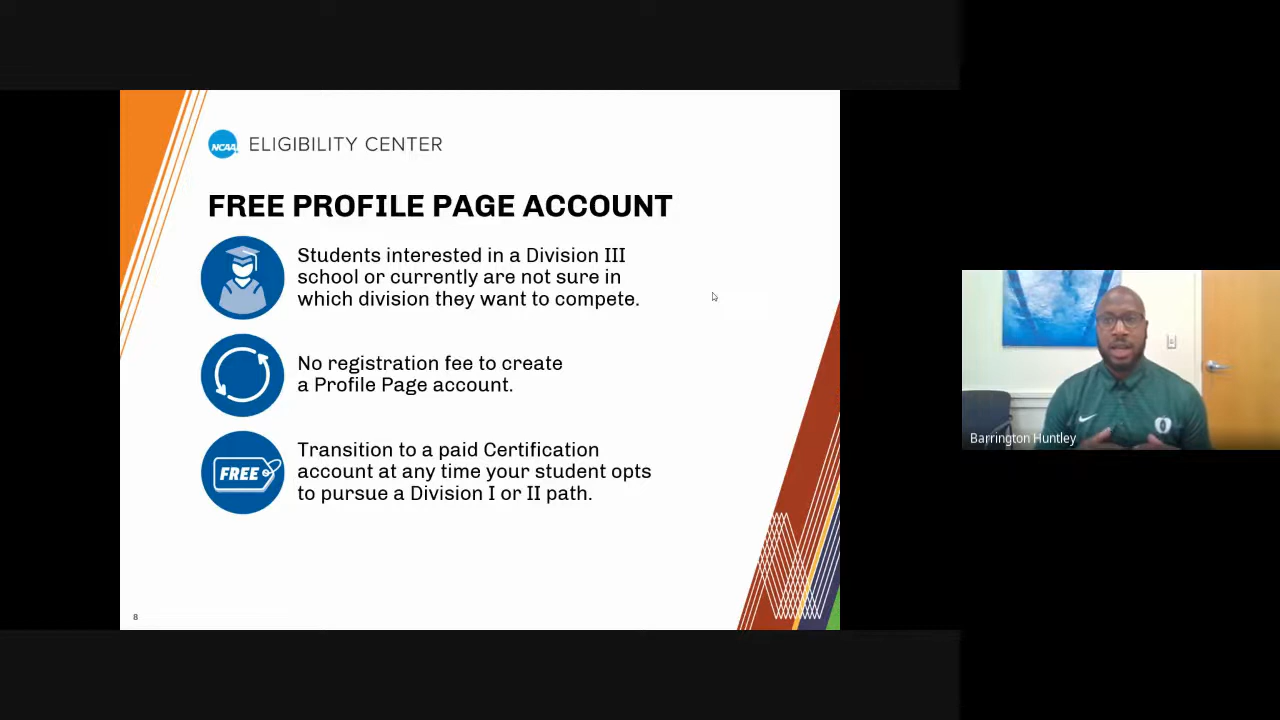 NCAA
ELIGIBILITY CENTER
FREE PROFILE PAGE ACCOUNT
Students interested in a Division III
school or currently are not sure in
which division they want to compete.
No registration fee to create
a Profile Page account.
FREE
Transition to a paid Certification
account at any time your student opts
to pursue a Division I or II path.
8
Barrington Huntley